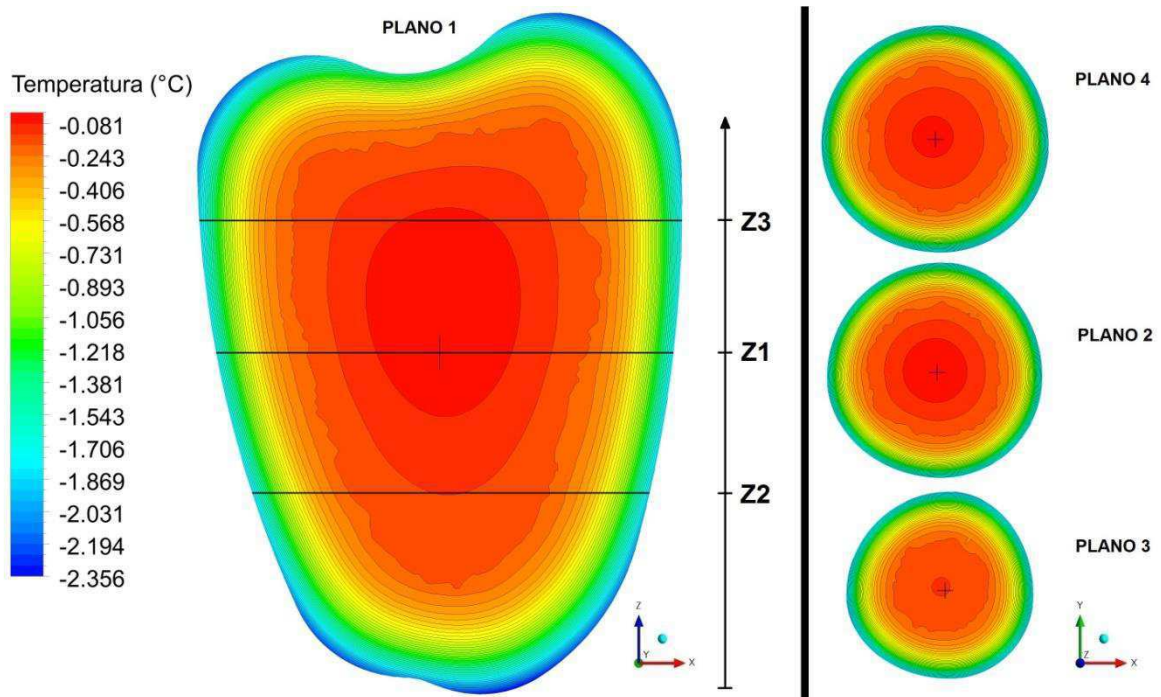 PLANO 1
Temperatura (°C)
-0.081
-0.243
-0.406
-0.568
-0.731
-0.893
-1.056
-1.218
-1.381
-1.543
-1.706
-1.869
-2.031
-2.194
-2.356
Z3
Z1
Z2
Z
Y
X
PLANO 4
PLANO 2
PLANO 3
Y
Z
X